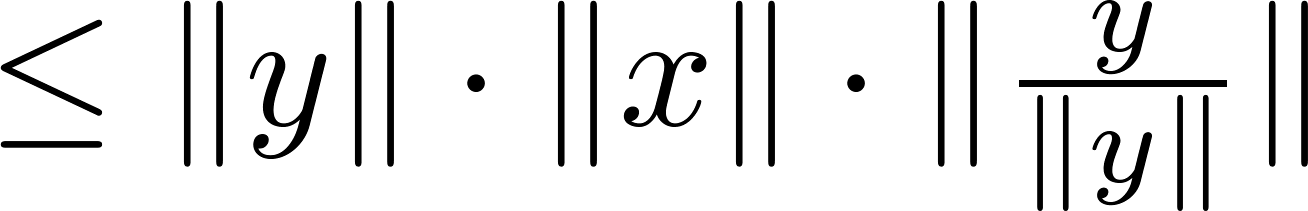 ≤ ‖y‖ · ‖x‖ · ‖ y/‖y‖ ‖